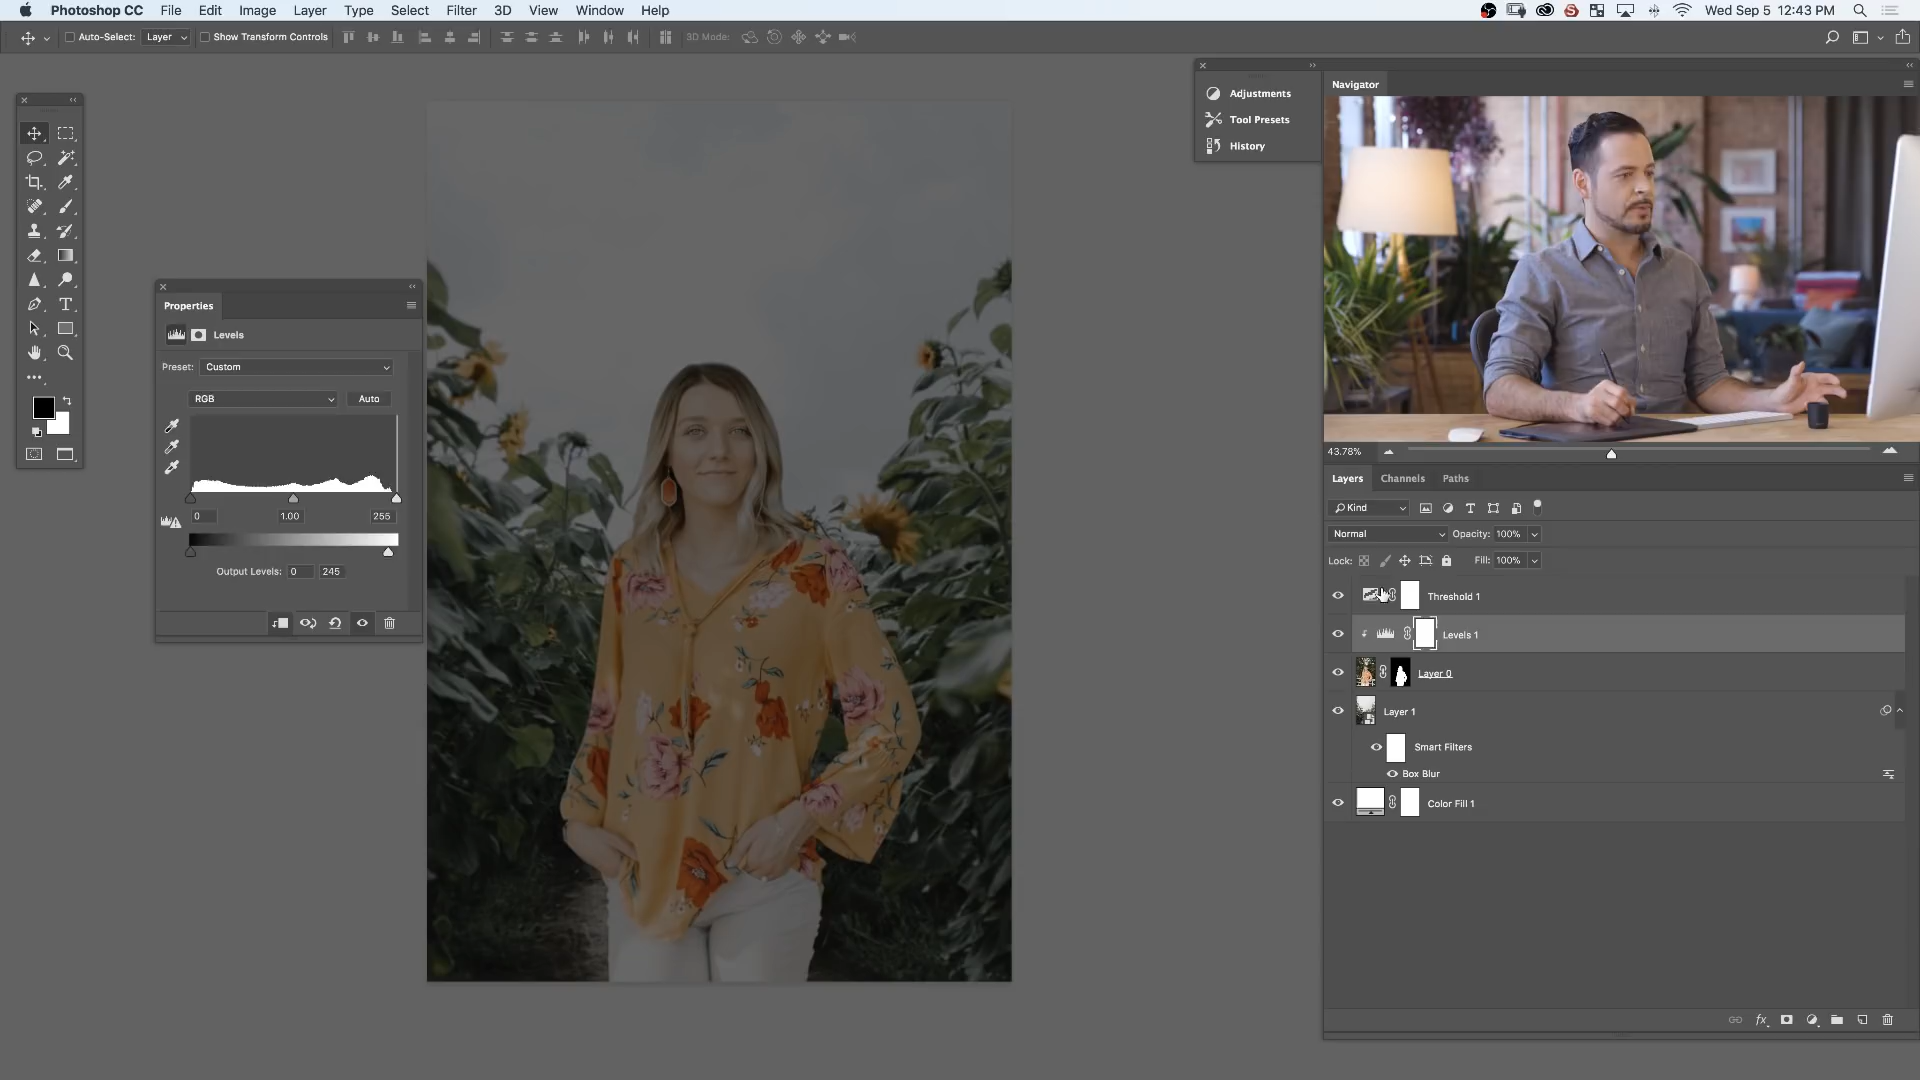 Photoshop CC File Edit Image Layer Type Select Filter 3D View Window Help Wed Sep 5 12:43 PM
Auto-Select: Layer Show Transform Controls 3D Mode:
Adjustments
Tool Presets
History
Navigator
Properties
Levels
Preset: Custom
RGB Auto
0 1.00 255
Output Levels: 0 245
43.78%
Layers Channels Paths
Kind
Normal Opacity: 100%
Lock: Fill: 100%
Threshold 1
Levels 1
Layer 0
Layer 1
Smart Filters
Box Blur
Color Fill 1
fx